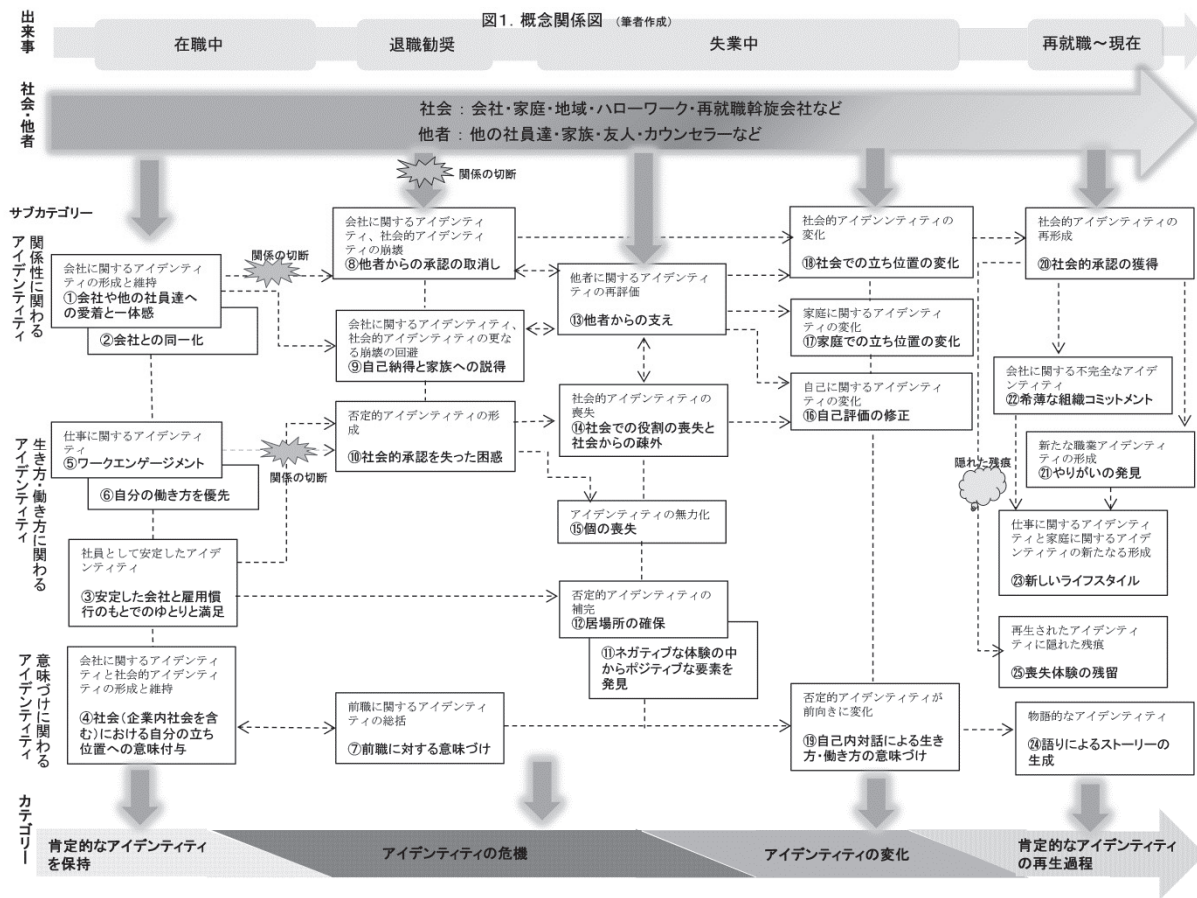 図1. 概念関係図 (筆者作成)
出来事
在職中
退職勧奨
失業中
再就職~現在
社会・他者
社会 : 会社・家庭・地域・ハローワーク・再就職斡旋会社など
他者 : 他の社員達・家族・友人・カウンセラーなど
関係の切断
サブカテゴリー
関係性に関わる
アイデンティティ
会社に関するアイデンティ
ティの形成と維持
①会社や他の社員達へ
の愛着と一体感
②会社との同一化
関係の切断
会社に関するアイデンティ
ティ、社会的アイデンティ
ティの崩壊
⑧他者からの承認の取消し
会社に関するアイデンティティ、
社会的アイデンティティの更な
る崩壊の回避
⑨自己納得と家族への説得
他者に関するアイデンティ
ティの再評価
⑬他者からの支え
社会的アイデンンティティの
変化
⑱社会での立ち位置の変化
家庭に関するアイデンティ
ティの変化
⑰家庭での立ち位置の変化
自己に関するアイデンティ
ティの変化
⑯自己評価の修正
社会的アイデンティティの
再形成
⑳社会的承認の獲得
会社に関する不完全なアイデ
ンティティ
㉒希薄な組織コミットメント
生き方・働き方に関わる
アイデンティティ
仕事に関するアイデンティ
ティ
⑤ワークエンゲージメント
⑥自分の働き方を優先
関係の切断
否定的アイデンティティの形
成
⑩社会的承認を失った困惑
社会的アイデンティティの
喪失
⑭社会での役割の喪失と
社会からの疎外
アイデンティティの無力化
⑮個の喪失
隠れた残痕
新たな職業アイデンティ
ティの形成
㉑やりがいの発見
仕事に関するアイデンティ
ティと家庭に関するアイデ
ンティティの新たなる形成
㉓新しいライフスタイル
社員として安定したアイデ
ンティティ
③安定した会社と雇用慣
行のもとでのゆとりと満足
否定的アイデンティティの
補完
⑫居場所の確保
⑪ネガティブな体験の中
からポジティブな要素を
発見
再生されたアイデンティ
ティに隠れた残痕
㉕喪失体験の残留
意味づけに関わる
アイデンティティ
会社に関するアイデンティ
ティと社会的アイデンティ
ティの形成と維持
④社会(企業内社会を含
む)における自分の立ち
位置への意味付与
前職に関するアイデンティ
ティの総括
⑦前職に対する意味づけ
否定的アイデンティティが
前向きに変化
⑲自己内対話による生き
方・働き方の意味づけ
物語的なアイデンティティ
㉔語りによるストーリーの
生成
カテゴリー
肯定的なアイデンティティ
を保持
アイデンティティの危機
アイデンティティの変化
肯定的なアイデンティティ
の再生過程